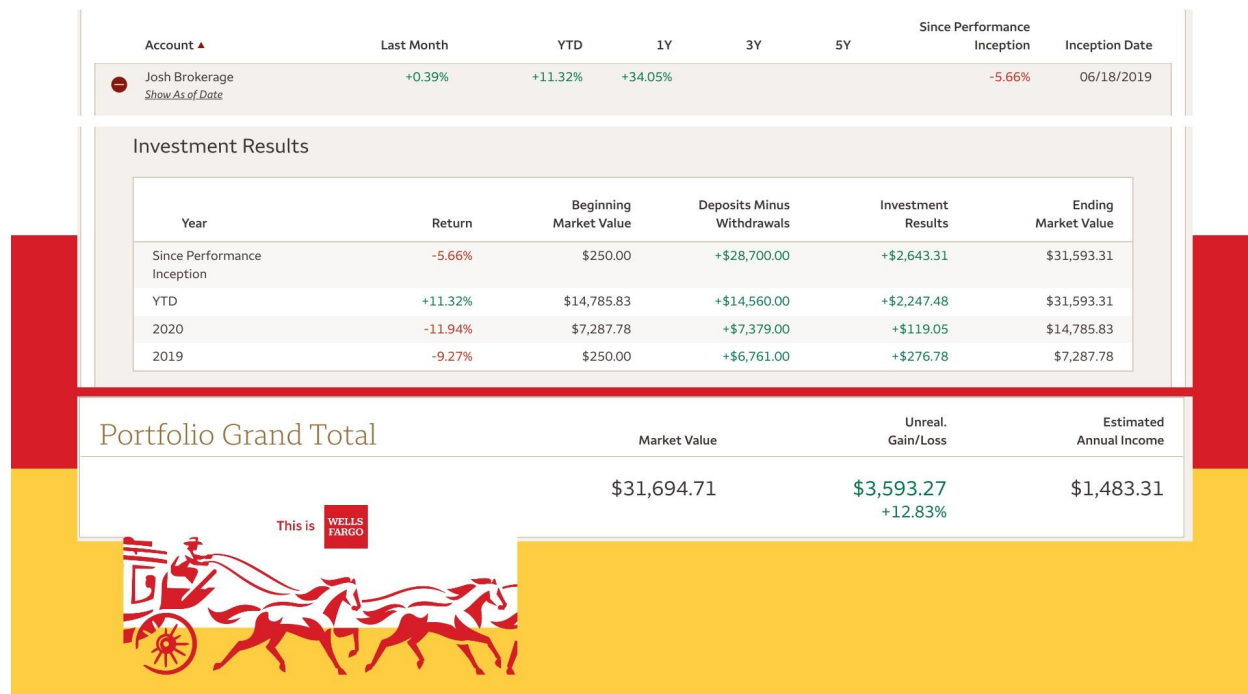 Since Performance
Account ▲ Last Month YTD 1Y 3Y 5Y Inception Inception Date
Josh Brokerage +0.39% +11.32% +34.05% -5.66% 06/18/2019
Show As of Date
Investment Results
Beginning Deposits Minus Investment Ending
Year Return Market Value Withdrawals Results Market Value
Since Performance -5.66% $250.00 +$28,700.00 +$2,643.31 $31,593.31
Inception
YTD +11.32% $14,785.83 +$14,560.00 +$2,247.48 $31,593.31
2020 -11.94% $7,287.78 +$7,379.00 +$119.05 $14,785.83
2019 -9.27% $250.00 +$6,761.00 +$276.78 $7,287.78
Unreal. Estimated
Portfolio Grand Total Market Value Gain/Loss Annual Income
$31,694.71 $3,593.27 $1,483.31
+12.83%
This is WELLS
FARGO